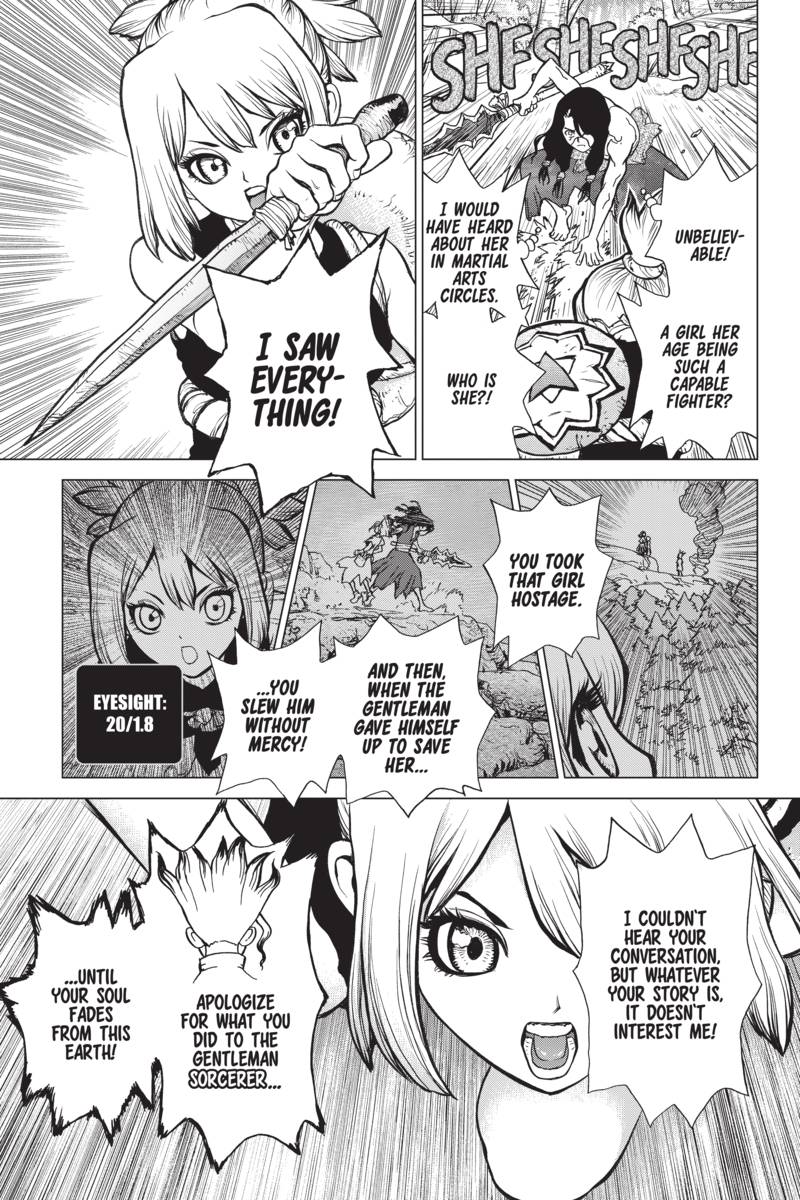 SHF SHF SHF SHF
UNBELIEV-
ABLE!
A GIRL HER
AGE BEING
SUCH A
CAPABLE
FIGHTER?
I WOULD
HAVE HEARD
ABOUT HER
IN MARTIAL
ARTS
CIRCLES.
WHO IS
SHE?!
I SAW
EVERY-
THING!
YOU TOOK
THAT GIRL
HOSTAGE.
AND THEN,
WHEN THE
GENTLEMAN
GAVE HIMSELF
UP TO SAVE
HER...
...YOU
SLEW HIM
WITHOUT
MERCY!
EYESIGHT:
20/1.8
I COULDN'T
HEAR YOUR
CONVERSATION,
BUT WHATEVER
YOUR STORY IS,
IT DOESN'T
INTEREST ME!
APOLOGIZE
FOR WHAT YOU
DID TO THE
GENTLEMAN
SORCERER...
...UNTIL
YOUR SOUL
FADES
FROM THIS
EARTH!